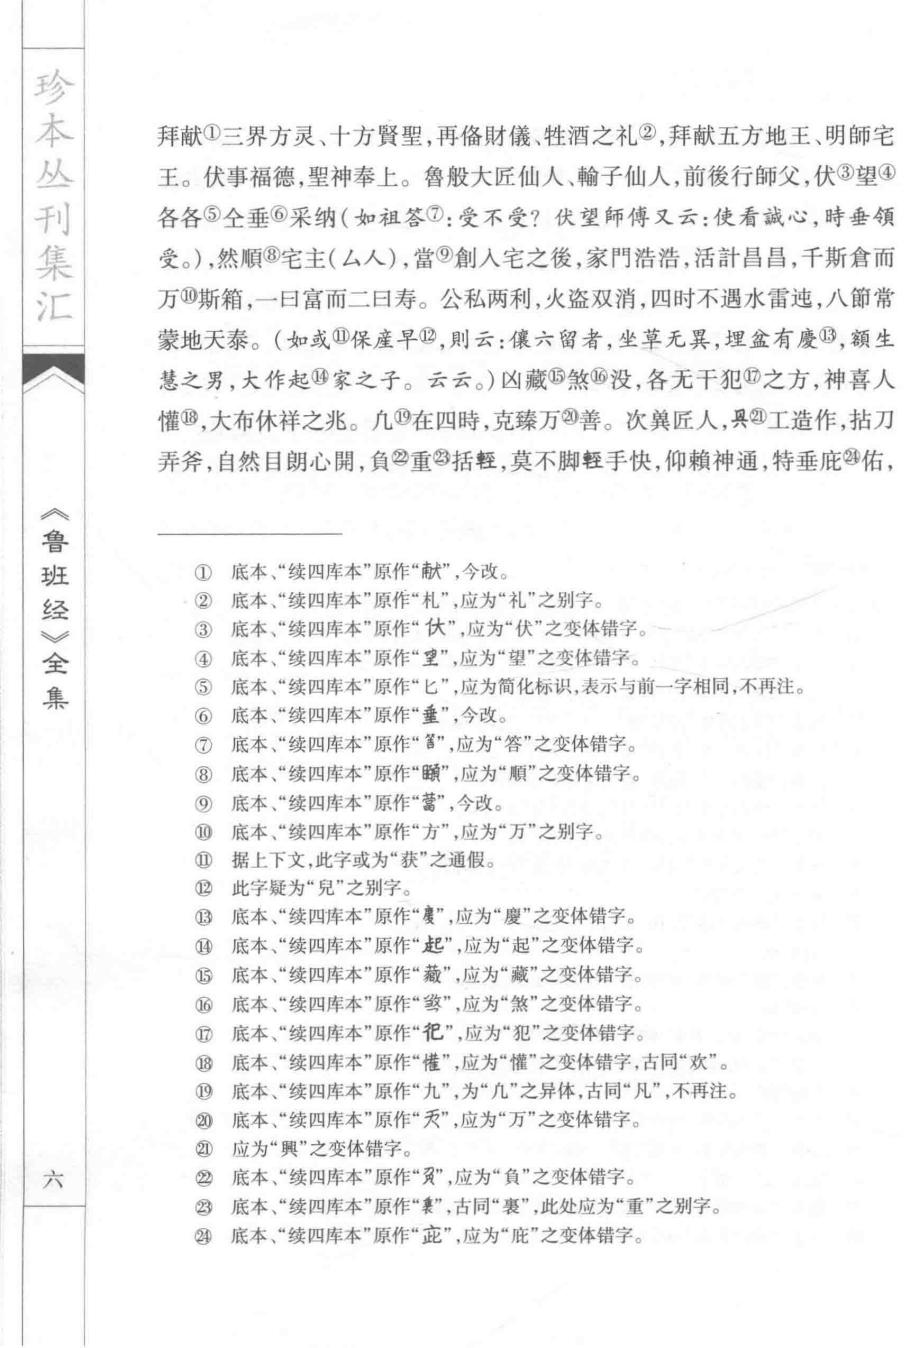 珍本丛刊集汇
《鲁班经》全集
六
拜献①三界方灵、十方賢聖,再俻財儀、牲酒之礼②,拜献五方地王、明師宅
王。伏事福德,聖神奉上。魯般大匠仙人、輪子仙人,前後行師父,伏③望④
各各⑤仝垂⑥采纳(如祖答⑦:受不受?伏望師傅又云:使看誠心,時垂領
受。),然順⑧宅主(厶人),當⑨創入宅之後,家門浩浩,活計昌昌,千斯倉而
万⑩斯箱,一曰富而二曰寿。公私两利,火盗双消,四时不遇水雷迍,八節常
蒙地天泰。(如或⑪保産早⑫,則云:儴六留者,坐草无異,埋盆有慶⑬,額生
慧之男,大作起⑭家之子。云云。)凶藏⑮煞⑯没,各无干犯⑰之方,神喜人
懽⑱,大布休祥之兆。凢⑲在四時,克臻万⑳善。次兾匠人,㉑工造作,拈刀
弄斧,自然目朗心開,負㉒重㉓括輕,莫不脚輕手快,仰賴神通,特垂庇㉔佑,
① 底本、“续四库本”原作“献”,今改。
② 底本、“续四库本”原作“札”,应为“礼”之别字。
③ 底本、“续四库本”原作“”,应为“伏”之变体错字。
④ 底本、“续四库本”原作“”,应为“望”之变体错字。
⑤ 底本、“续四库本”原作“匕”,应为简化标识,表示与前一字相同,不再注。
⑥ 底本、“续四库本”原作“”,今改。
⑦ 底本、“续四库本”原作“”,应为“答”之变体错字。
⑧ 底本、“续四库本”原作“”,应为“順”之变体错字。
⑨ 底本、“续四库本”原作“”,今改。
⑩ 底本、“续四库本”原作“方”,应为“万”之别字。
⑪ 据上下文,此字或为“获”之通假。
⑫ 此字疑为“兒”之别字。
⑬ 底本、“续四库本”原作“”,应为“慶”之变体错字。
⑭ 底本、“续四库本”原作“”,应为“起”之变体错字。
⑮ 底本、“续四库本”原作“”,应为“藏”之变体错字。
⑯ 底本、“续四库本”原作“”,应为“煞”之变体错字。
⑰ 底本、“续四库本”原作“”,应为“犯”之变体错字。
⑱ 底本、“续四库本”原作“”,应为“懽”之变体错字,古同“欢”。
⑲ 底本、“续四库本”原作“九”,为“凢”之异体,古同“凡”,不再注。
⑳ 底本、“续四库本”原作“”,应为“万”之变体错字。
㉑ 应为“興”之变体错字。
㉒ 底本、“续四库本”原作“”,应为“負”之变体错字。
㉓ 底本、“续四库本”原作“”,古同“裏”,此处应为“重”之别字。
㉔ 底本、“续四库本”原作“”,应为“庇”之变体错字。